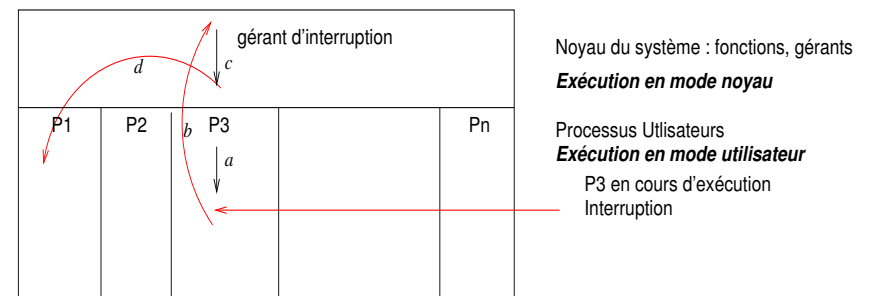 gérant d'interruption
d
c
P1
P2
b
P3
Pn
a
Noyau du système : fonctions, gérants
Exécution en mode noyau
Processus Utlisateurs
Exécution en mode utilisateur
P3 en cours d'exécution
Interruption